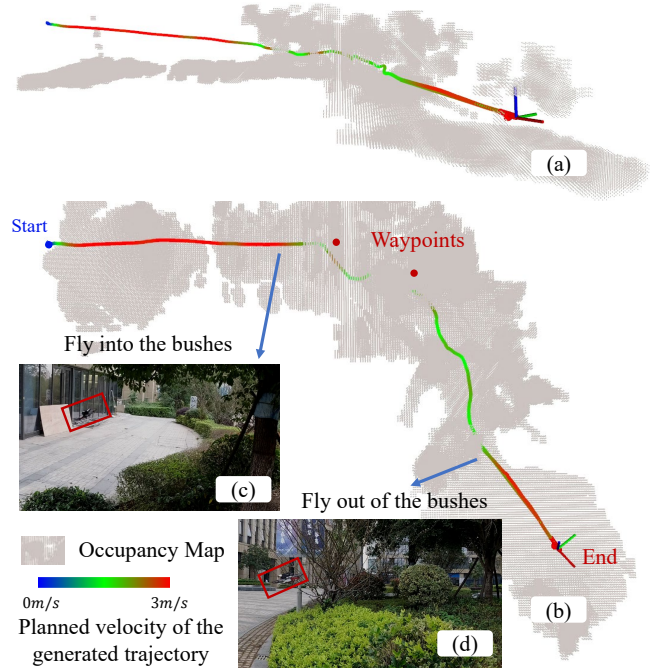 (a)
Start
Waypoints
Fly into the bushes
(c)
Fly out of the bushes
Occupancy Map
End
0m/s
3m/s
(b)
Planned velocity of the
generated trajectory
(d)